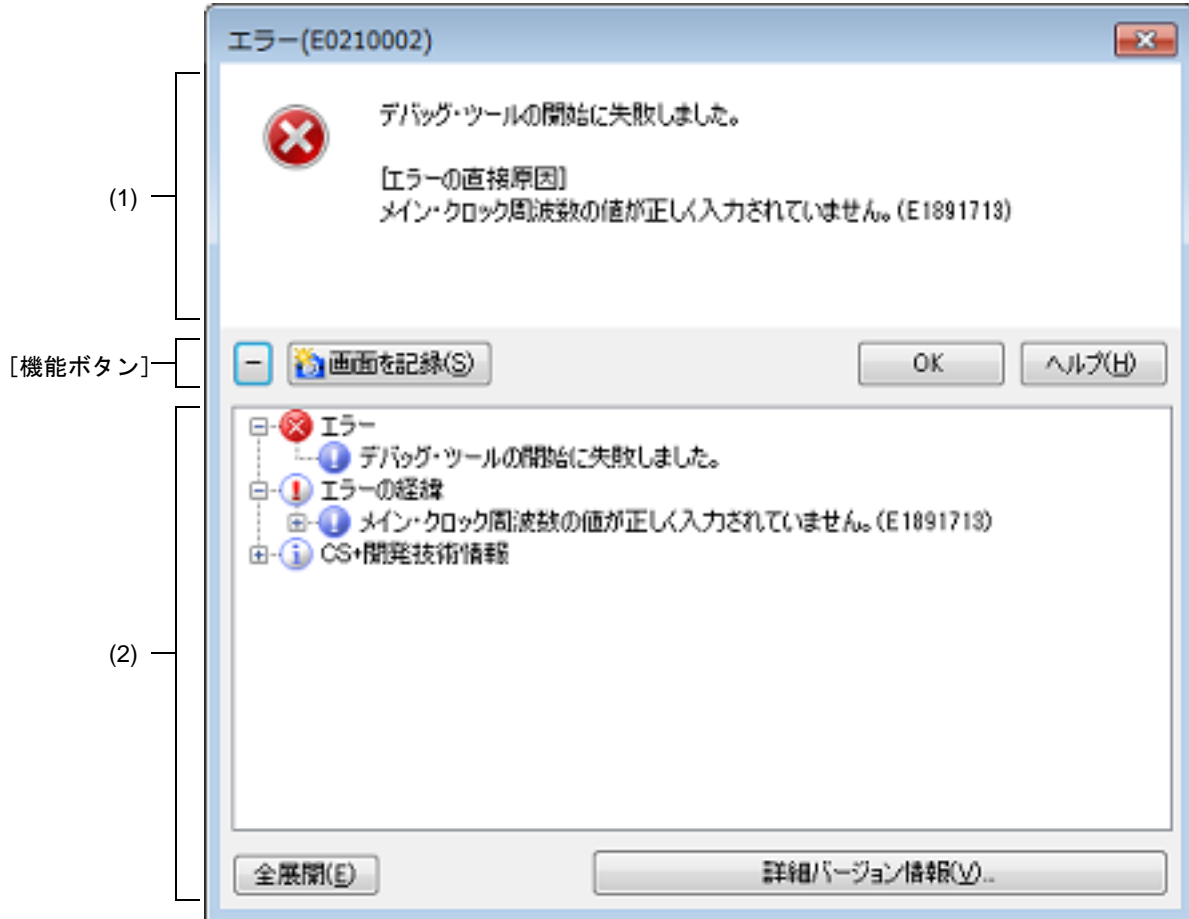 エラー(E0210002)
デバッグ・ツールの開始に失敗しました。
[エラーの直接原因]
メイン・クロック周波数の値が正しく入力されていません。(E1891713)
(1)
[機能ボタン]
－
画面を記録(S)
OK
ヘルプ(H)
エラー
デバッグ・ツールの開始に失敗しました。
エラーの経緯
メイン・クロック周波数の値が正しく入力されていません。(E1891713)
CS+開発技術情報
(2)
全展開(E)
詳細バージョン情報(V)...